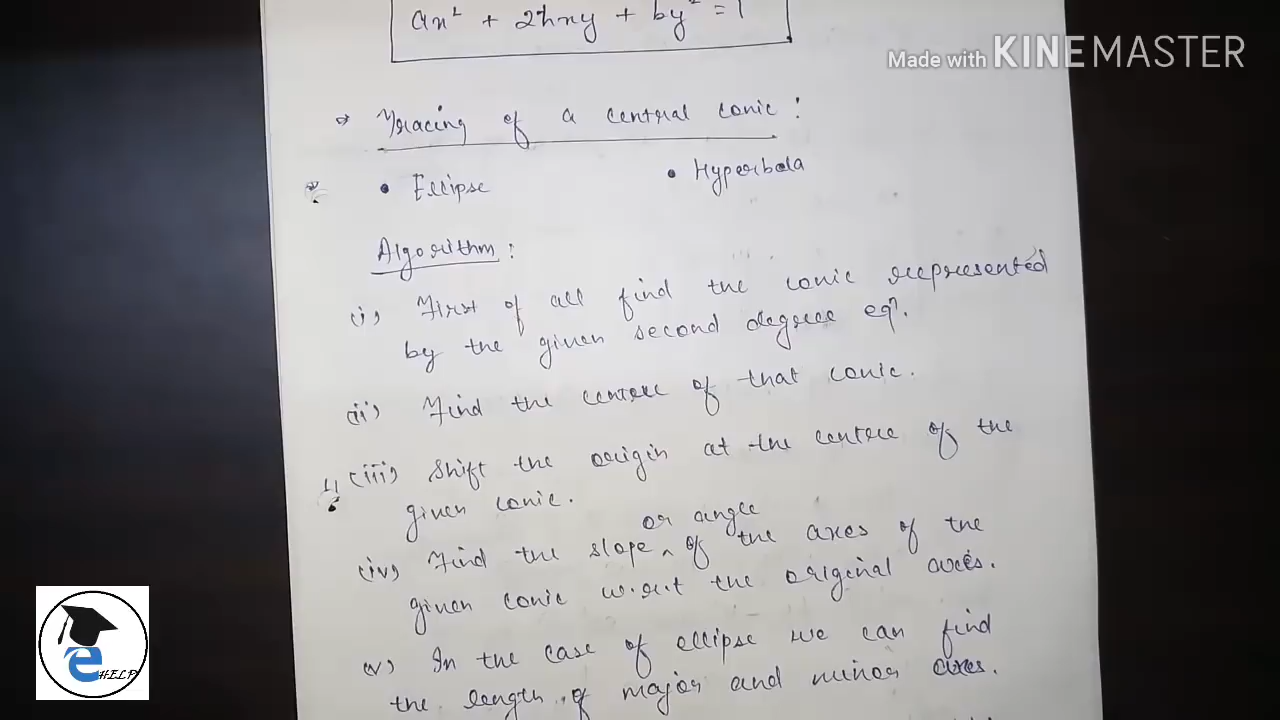 ax² + 2hxy + by² = 1
Made with KINEMASTER
⇒ Tracing of a central conic :
• Ellipse • Hyperbola
Algorithm :
(i) First of all find the conic represented
by the given second degree eqn.
(ii) Find the centre of that conic.
(iii) Shift the origin at the centre of the
given conic.
or angle
(iv) Find the slope ^ of the axes of the
given conic w.r.t the original axes.
(v) In the case of ellipse we can find
the length of major and minor axes.
e HELP